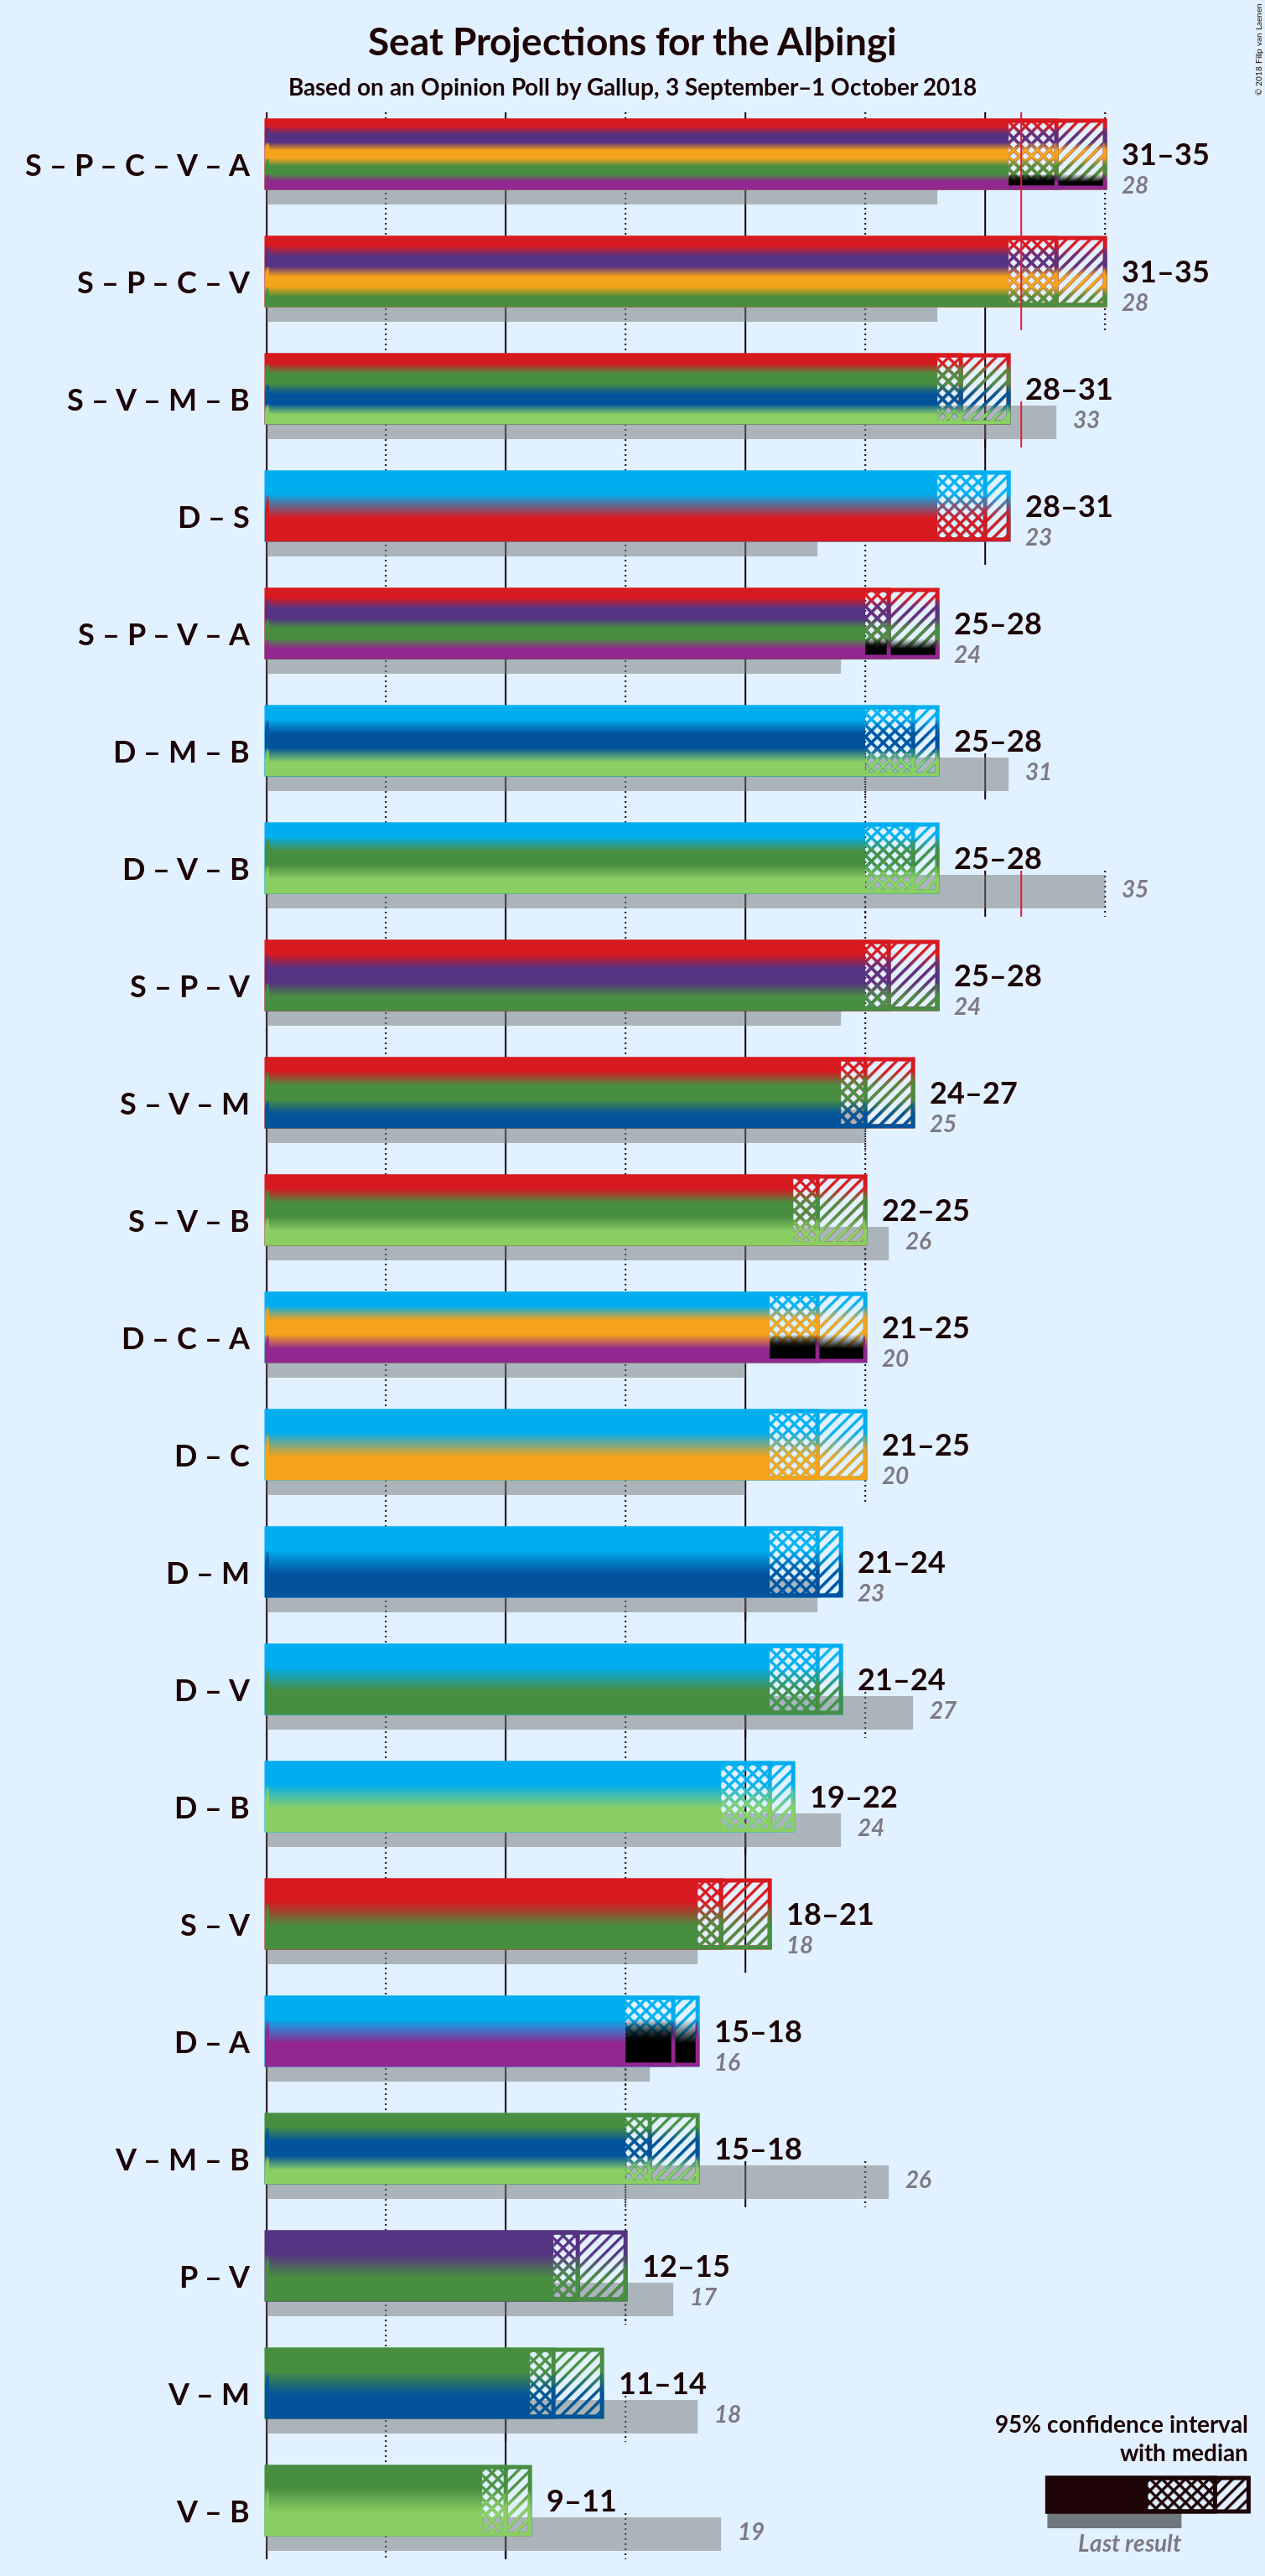 Seat Projections for the Alþingi
Based on an Opinion Poll by Gallup, 3 September–1 October 2018
© 2018 Filip van Laenen
S – P – C – V – A
31–35
28
S – P – C – V
31–35
28
S – V – M – B
28–31
33
D – S
28–31
23
S – P – V – A
25–28
24
D – M – B
25–28
31
D – V – B
25–28
35
S – P – V
25–28
24
S – V – M
24–27
25
S – V – B
22–25
26
D – C – A
21–25
20
D – C
21–25
20
D – M
21–24
23
D – V
21–24
27
D – B
19–22
24
S – V
18–21
18
D – A
15–18
16
V – M – B
15–18
26
P – V
12–15
17
V – M
11–14
18
V – B
9–11
19
95% confidence interval
with median
Last result